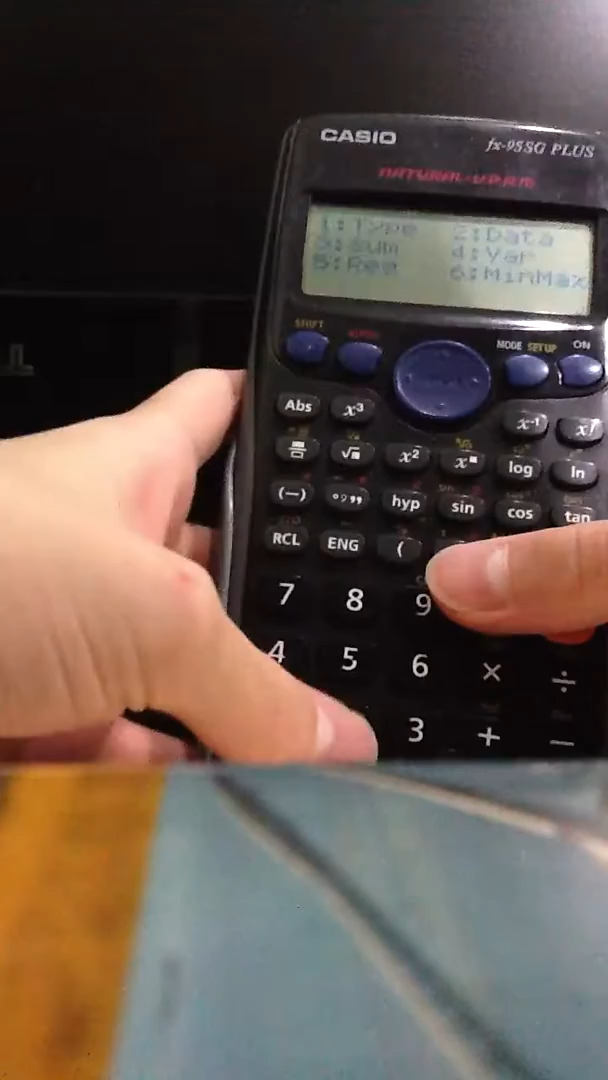 CASIO
fx-95SG PLUS
NATURAL-V.P.A.M.
1:Type 2:Data
3:Sum 4:Var
5:Reg 6:MinMax
SHIFT ALPHA MODE SETUP ON
Abs x³ x⁻¹ x!
√ x² x log ln
(−) hyp sin cos tan
RCL ENG (
7 8 9
4 5 6 × ÷
3 + −